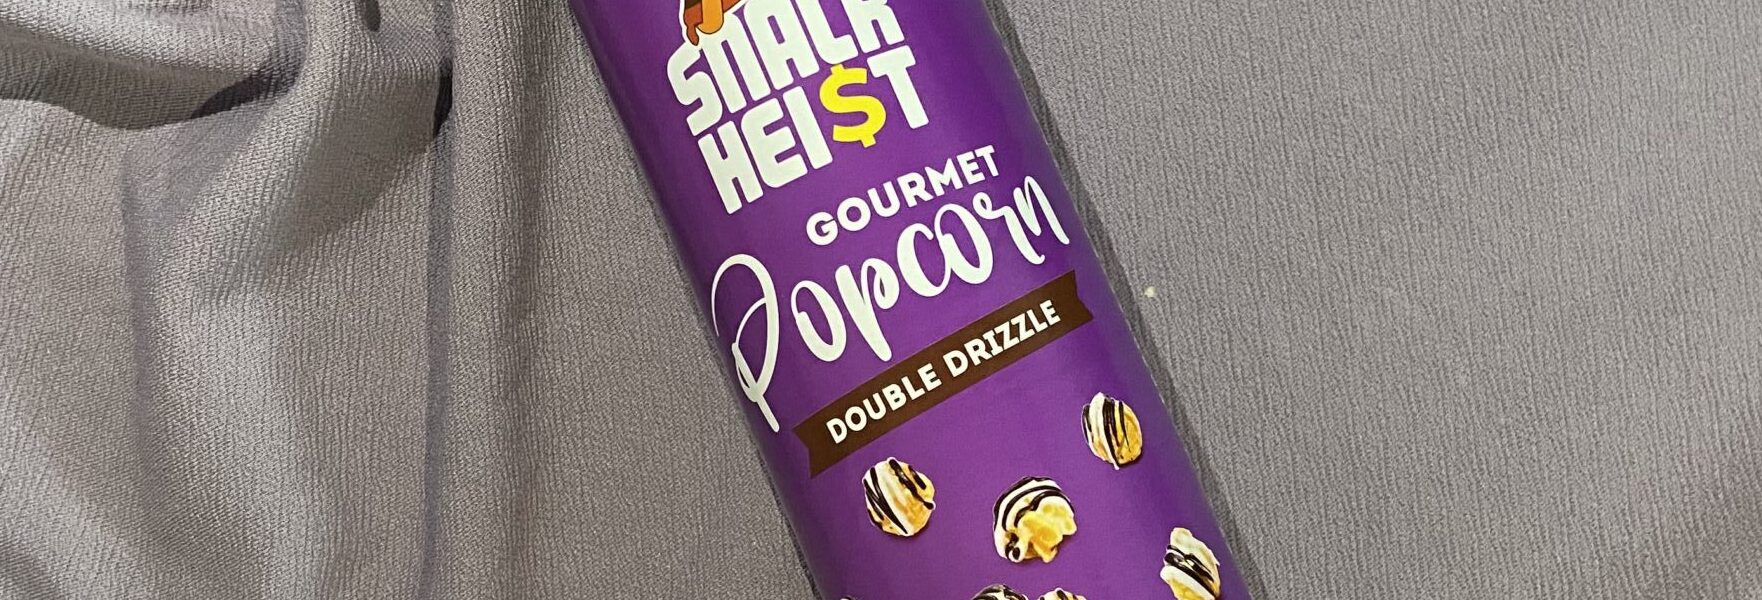 SNACK
HEI$T
GOURMET
Popcorn
DOUBLE DRIZZLE